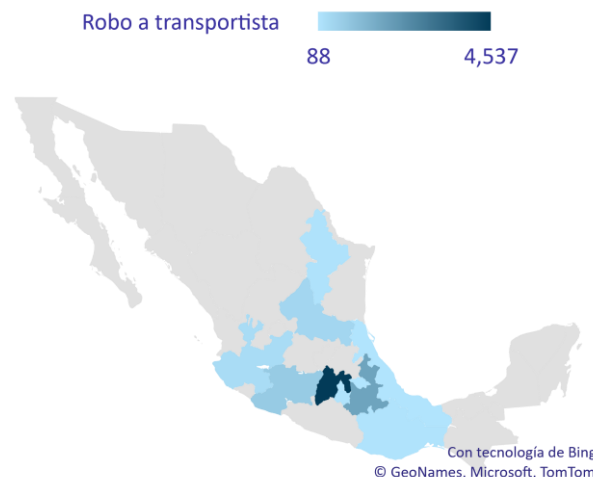 Robo a transportista
88 4,537
Con tecnología de Bing
© GeoNames, Microsoft, TomTom